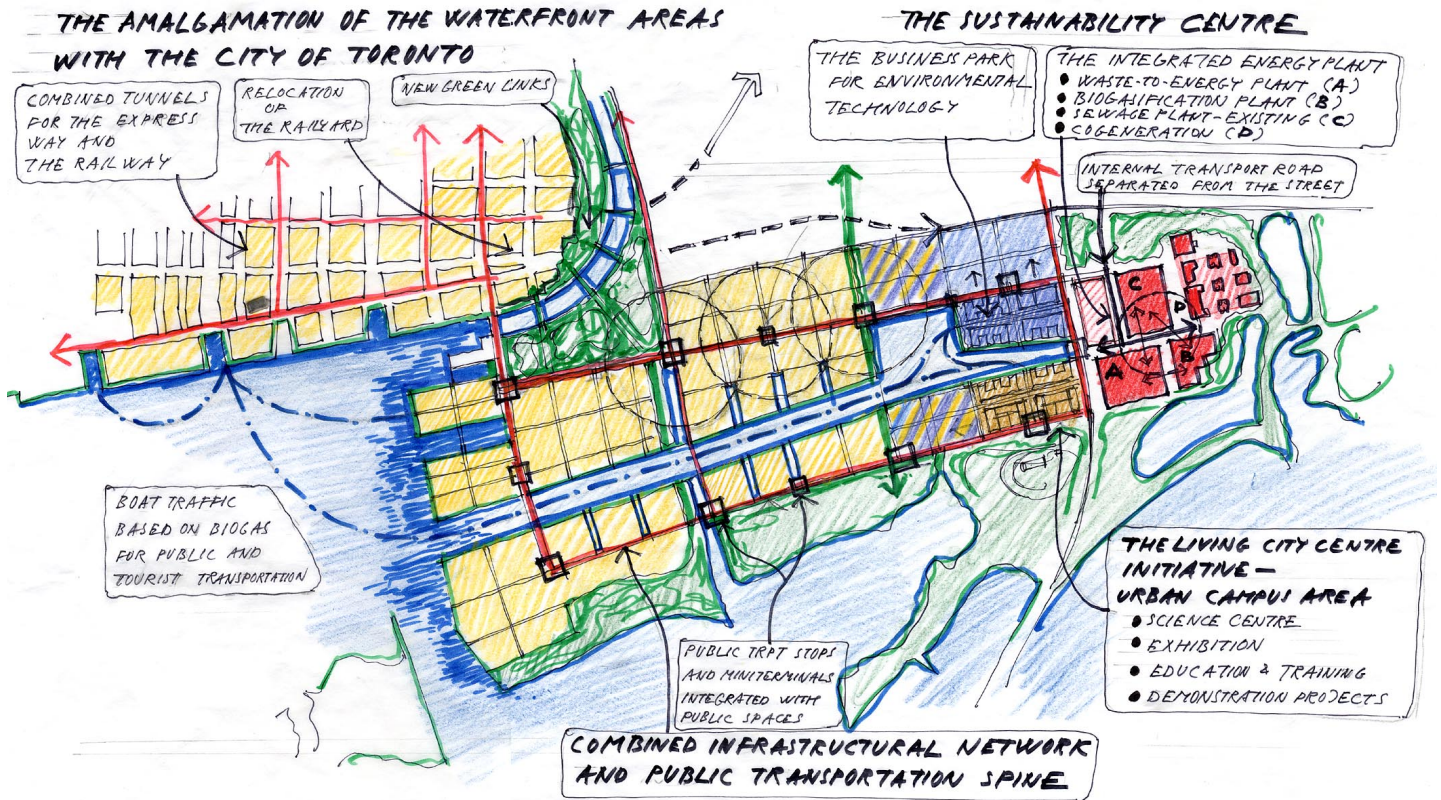 THE AMALGAMATION OF THE WATERFRONT AREAS
WITH THE CITY OF TORONTO
THE SUSTAINABILITY CENTRE
COMBINED TUNNELS
FOR THE EXPRESS
WAY AND
THE RAILWAY
RELOCATION
OF
THE RAILYARD
NEW GREEN LINKS
THE BUSINESS PARK
FOR ENVIRONMENTAL
TECHNOLOGY
THE INTEGRATED ENERGY PLANT
● WASTE-TO-ENERGY PLANT (A)
● BIOGASIFICATION PLANT (B)
● SEWAGE PLANT-EXISTING (C)
● COGENERATION (D)
INTERNAL TRANSPORT ROAD
SEPARATED FROM THE STREET
C
D
A
B
BOAT TRAFFIC
BASED ON BIOGAS
FOR PUBLIC AND
TOURIST TRANSPORTATION
PUBLIC TRPT STOPS
AND MINITERMINALS
INTEGRATED WITH
PUBLIC SPACES
THE LIVING CITY CENTRE
INITIATIVE —
URBAN CAMPUS AREA
● SCIENCE CENTRE
● EXHIBITION
● EDUCATION & TRAINING
● DEMONSTRATION PROJECTS
COMBINED INFRASTRUCTURAL NETWORK
AND PUBLIC TRANSPORTATION SPINE